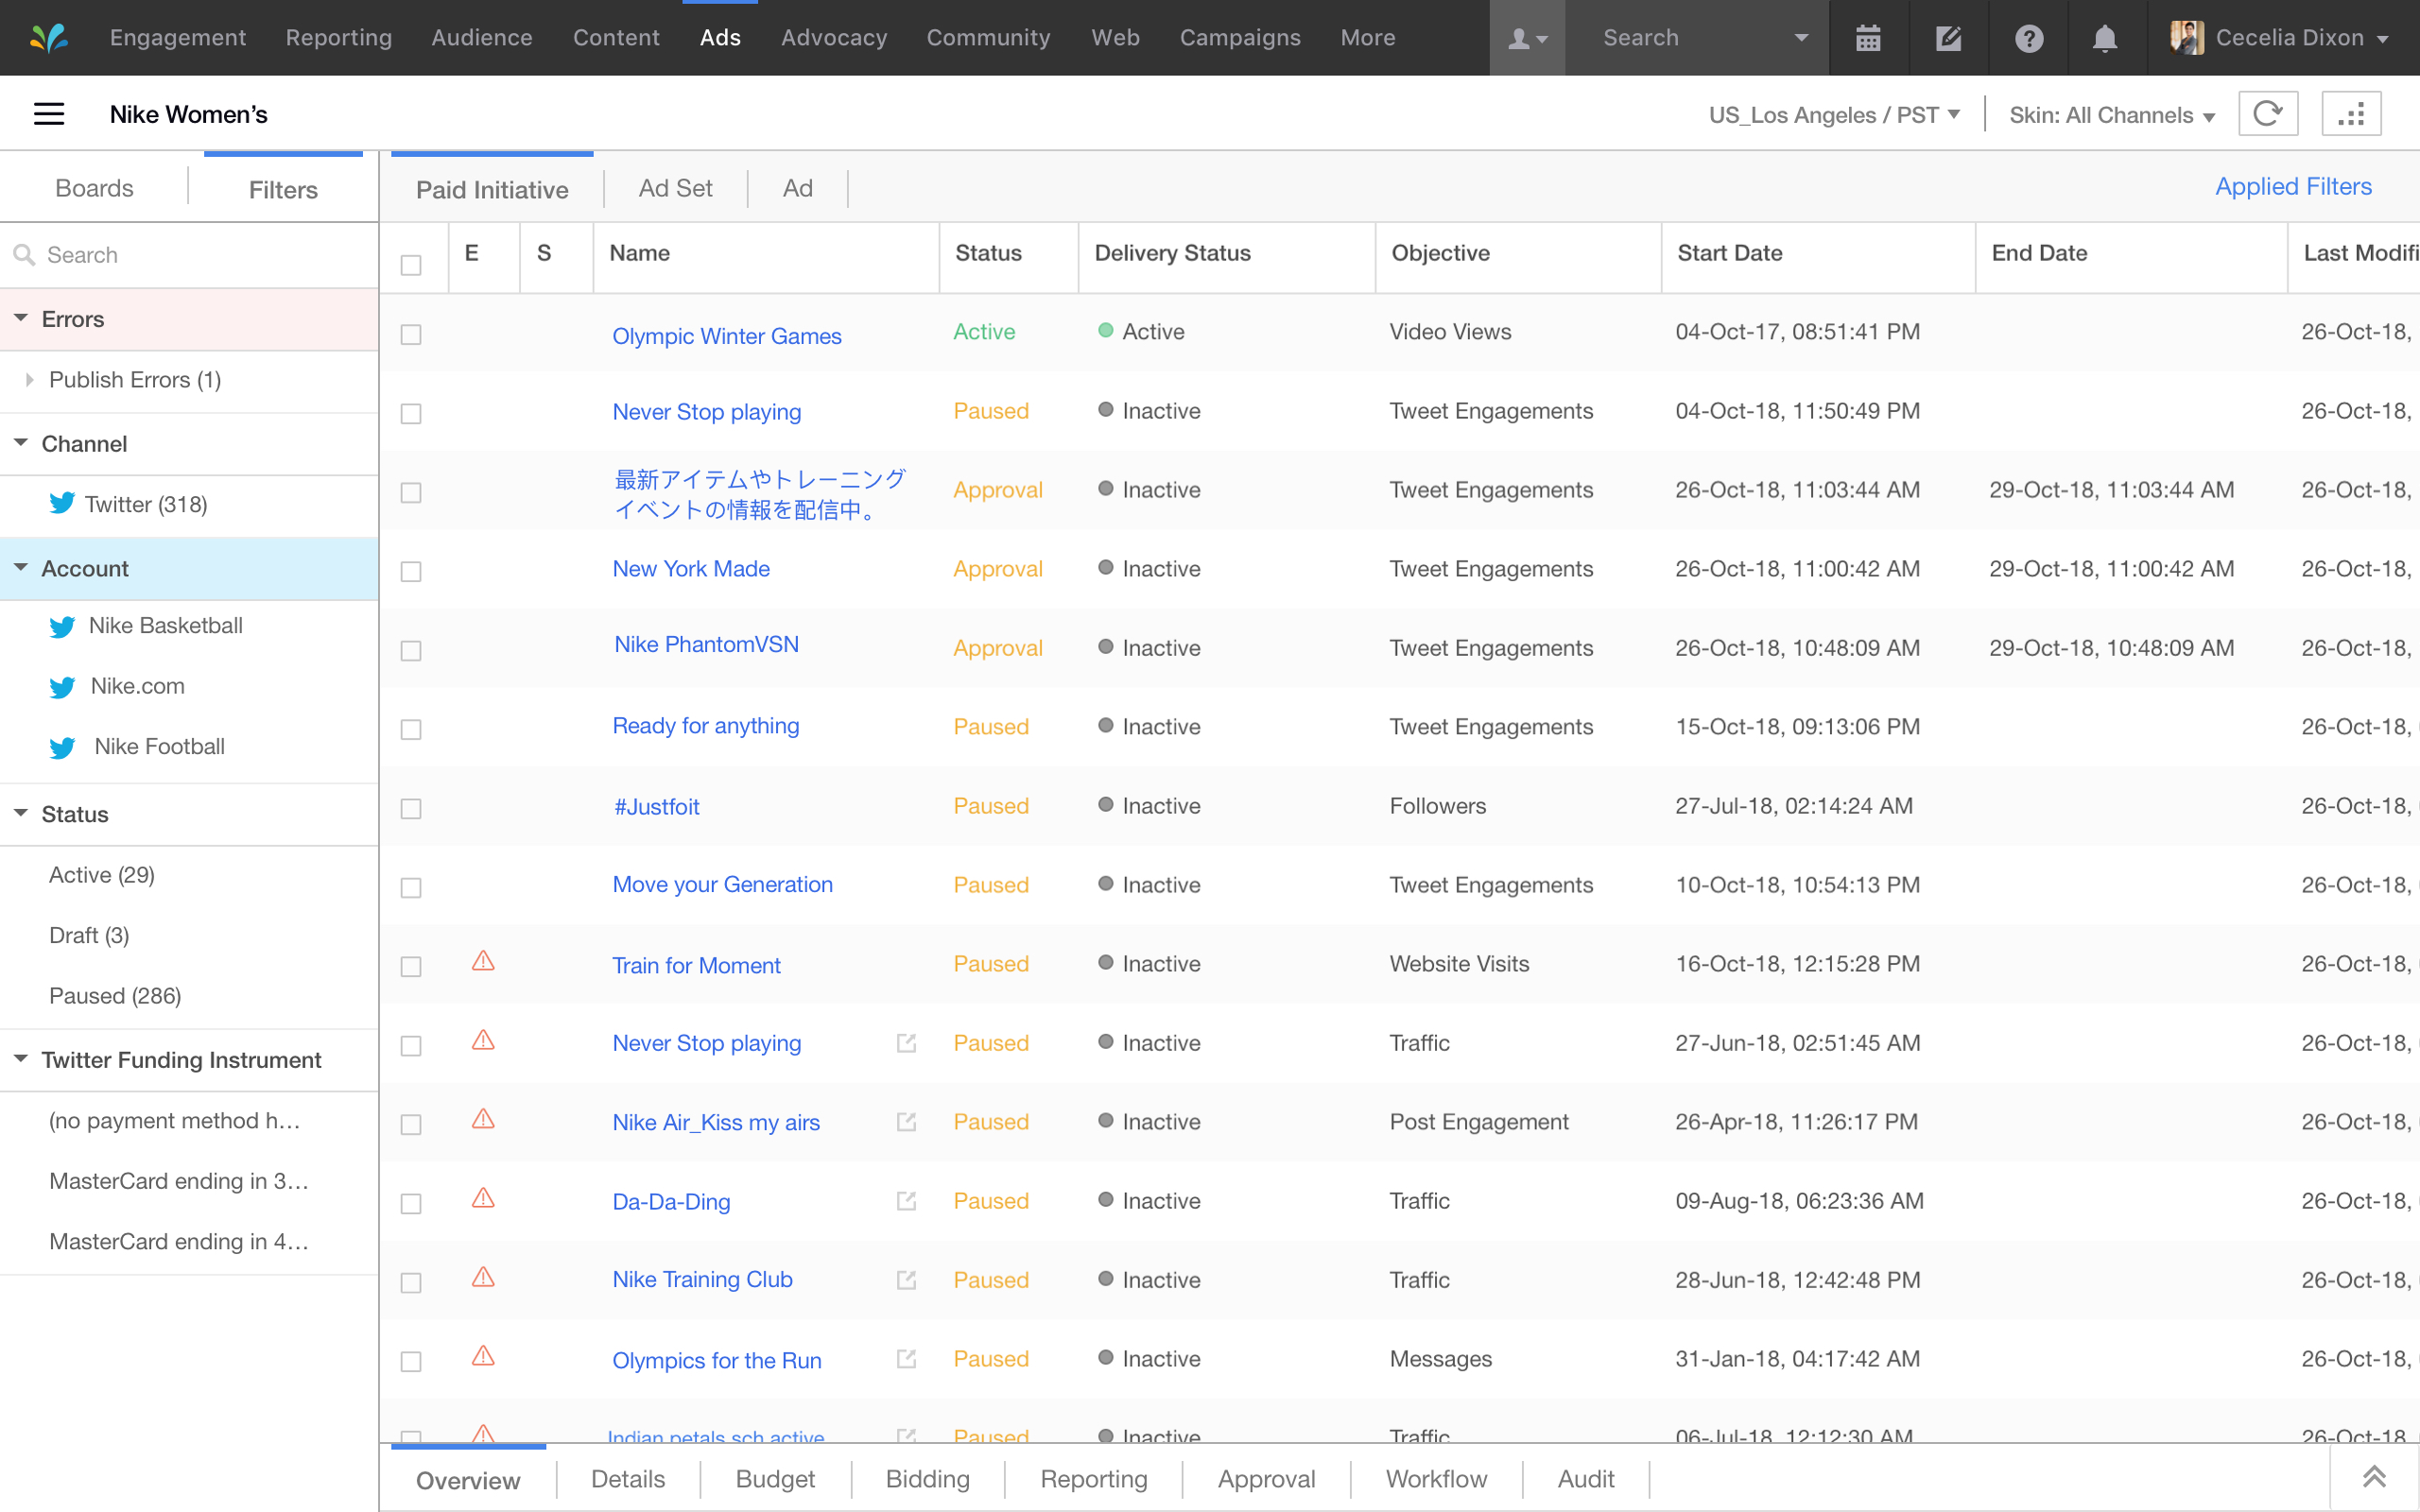 Engagement Reporting Audience Content Ads Advocacy Community Web Campaigns More Search Cecelia Dixon
Nike Women’s US_Los Angeles / PST Skin: All Channels
Boards Filters Paid Initiative Ad Set Ad Applied Filters
Search
Errors
Publish Errors (1)
Channel
Twitter (318)
Account
Nike Basketball
Nike.com
Nike Football
Status
Active (29)
Draft (3)
Paused (286)
Twitter Funding Instrument
(no payment method h...
MasterCard ending in 3...
MasterCard ending in 4...
E S Name Status Delivery Status Objective Start Date End Date Last Modifi
Olympic Winter Games Active Active Video Views 04-Oct-17, 08:51:41 PM 26-Oct-18,
Never Stop playing Paused Inactive Tweet Engagements 04-Oct-18, 11:50:49 PM 26-Oct-18,
最新アイテムやトレーニング
イベントの情報を配信中。 Approval Inactive Tweet Engagements 26-Oct-18, 11:03:44 AM 29-Oct-18, 11:03:44 AM 26-Oct-18,
New York Made Approval Inactive Tweet Engagements 26-Oct-18, 11:00:42 AM 29-Oct-18, 11:00:42 AM 26-Oct-18,
Nike PhantomVSN Approval Inactive Tweet Engagements 26-Oct-18, 10:48:09 AM 29-Oct-18, 10:48:09 AM 26-Oct-18,
Ready for anything Paused Inactive Tweet Engagements 15-Oct-18, 09:13:06 PM 26-Oct-18,
#Justfoit Paused Inactive Followers 27-Jul-18, 02:14:24 AM 26-Oct-18,
Move your Generation Paused Inactive Tweet Engagements 10-Oct-18, 10:54:13 PM 26-Oct-18,
Train for Moment Paused Inactive Website Visits 16-Oct-18, 12:15:28 PM 26-Oct-18,
Never Stop playing Paused Inactive Traffic 27-Jun-18, 02:51:45 AM 26-Oct-18,
Nike Air_Kiss my airs Paused Inactive Post Engagement 26-Apr-18, 11:26:17 PM 26-Oct-18,
Da-Da-Ding Paused Inactive Traffic 09-Aug-18, 06:23:36 AM 26-Oct-18,
Nike Training Club Paused Inactive Traffic 28-Jun-18, 12:42:48 PM 26-Oct-18,
Olympics for the Run Paused Inactive Messages 31-Jan-18, 04:17:42 AM 26-Oct-18,
Indian petals sch active Paused Inactive Traffic 06-Jul-18, 12:12:30 AM 26-Oct-18,
Overview Details Budget Bidding Reporting Approval Workflow Audit